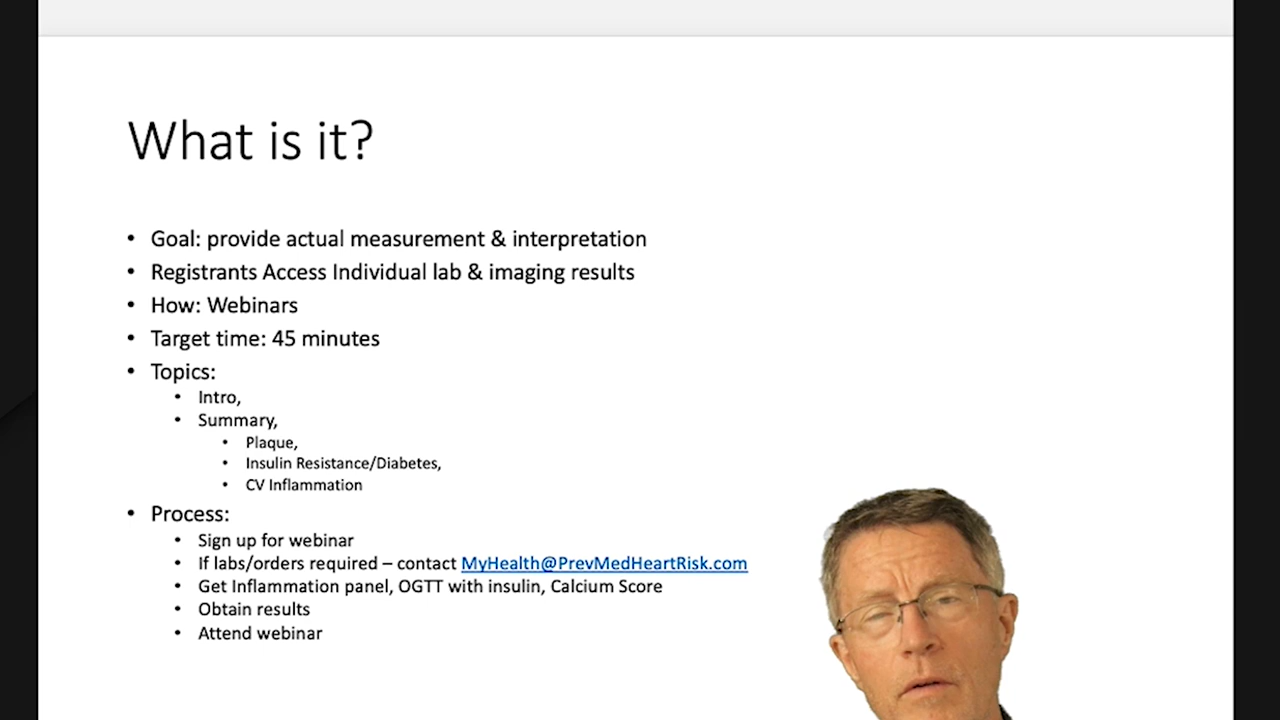 What is it?
• Goal: provide actual measurement & interpretation
• Registrants Access Individual lab & imaging results
• How: Webinars
• Target time: 45 minutes
• Topics:
• Intro,
• Summary,
• Plaque,
• Insulin Resistance/Diabetes,
• CV Inflammation
• Process:
• Sign up for webinar
• If labs/orders required – contact MyHealth@PrevMedHeartRisk.com
• Get Inflammation panel, OGTT with insulin, Calcium Score
• Obtain results
• Attend webinar